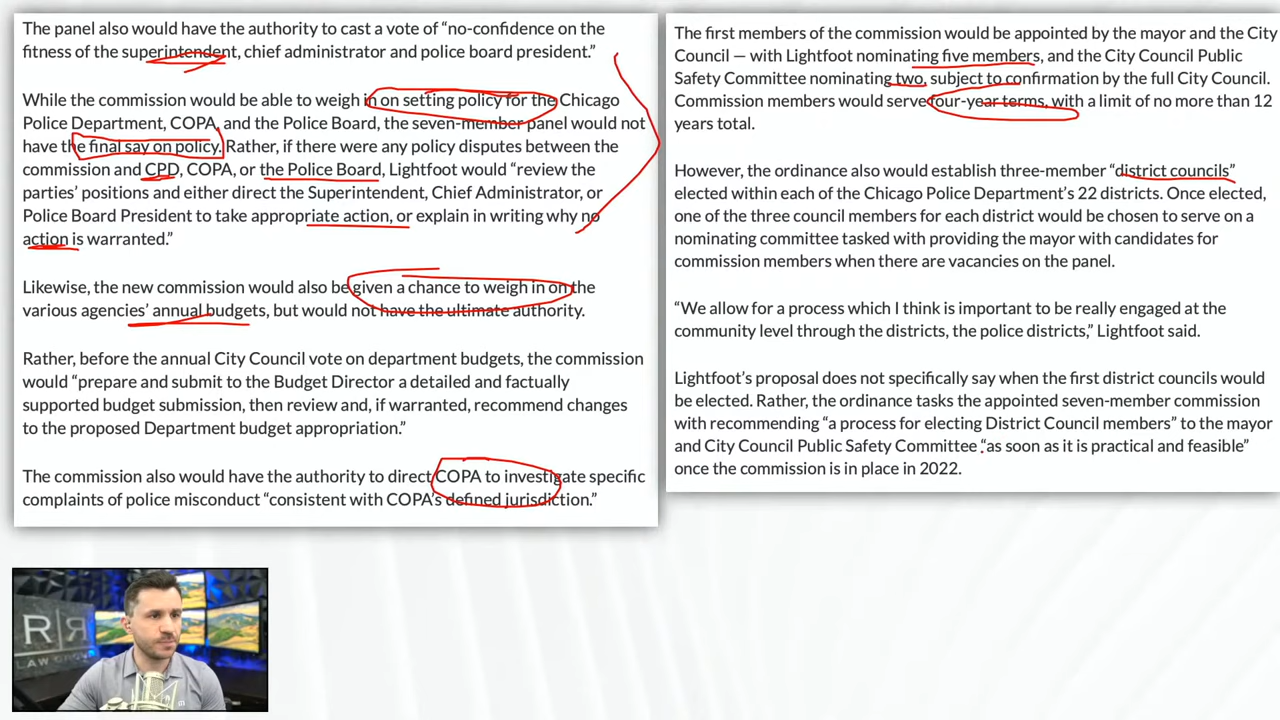 The panel also would have the authority to cast a vote of “no-confidence on the
fitness of the superintendent, chief administrator and police board president.”
While the commission would be able to weigh in on setting policy for the Chicago
Police Department, COPA, and the Police Board, the seven-member panel would not
have the final say on policy. Rather, if there were any policy disputes between the
commission and CPD, COPA, or the Police Board, Lightfoot would “review the
parties’ positions and either direct the Superintendent, Chief Administrator, or
Police Board President to take appropriate action, or explain in writing why no
action is warranted.”
Likewise, the new commission would also be given a chance to weigh in on the
various agencies’ annual budgets, but would not have the ultimate authority.
Rather, before the annual City Council vote on department budgets, the commission
would “prepare and submit to the Budget Director a detailed and factually
supported budget submission, then review and, if warranted, recommend changes
to the proposed Department budget appropriation.”
The commission also would have the authority to direct COPA to investigate specific
complaints of police misconduct “consistent with COPA’s defined jurisdiction.”
The first members of the commission would be appointed by the mayor and the City
Council — with Lightfoot nominating five members, and the City Council Public
Safety Committee nominating two, subject to confirmation by the full City Council.
Commission members would serve four-year terms, with a limit of no more than 12
years total.
However, the ordinance also would establish three-member “district councils”
elected within each of the Chicago Police Department’s 22 districts. Once elected,
one of the three council members for each district would be chosen to serve on a
nominating committee tasked with providing the mayor with candidates for
commission members when there are vacancies on the panel.
“We allow for a process which I think is important to be really engaged at the
community level through the districts, the police districts,” Lightfoot said.
Lightfoot’s proposal does not specifically say when the first district councils would
be elected. Rather, the ordinance tasks the appointed seven-member commission
with recommending “a process for electing District Council members” to the mayor
and City Council Public Safety Committee “as soon as it is practical and feasible”
once the commission is in place in 2022.
R|R
LAW GROUP